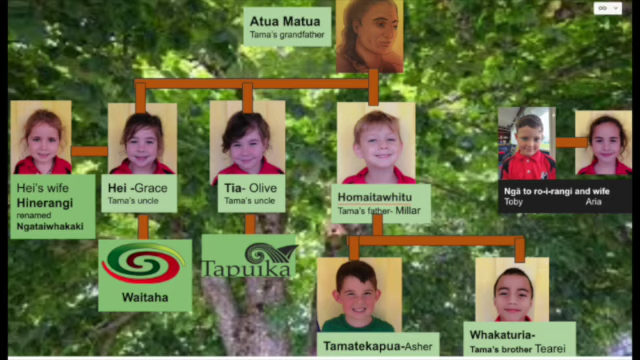 Atua Matua
Tama's grandfather
Hei's wife
Hinerangi
renamed
Ngataiwhakaki
Hei -Grace
Tama's uncle
Tia- Olive
Tama's uncle
Homaitawhitu
Tama's father- Millar
Ngā to ro-i-rangi and wife
Toby Aria
Waitaha
Tapuika
Tamatekapua-Asher
Whakaturia-
Tama's brother Tearei